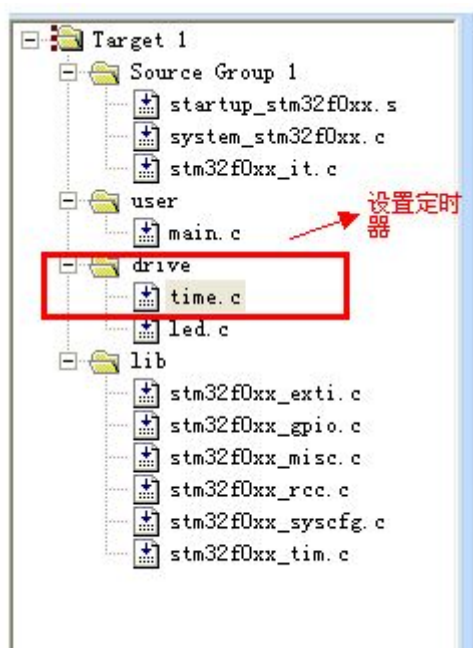 Target 1
Source Group 1
startup_stm32f0xx.s
system_stm32f0xx.c
stm32f0xx_it.c
user
main.c
设置定时
器
drive
time.c
led.c
lib
stm32f0xx_exti.c
stm32f0xx_gpio.c
stm32f0xx_misc.c
stm32f0xx_rcc.c
stm32f0xx_syscfg.c
stm32f0xx_tim.c